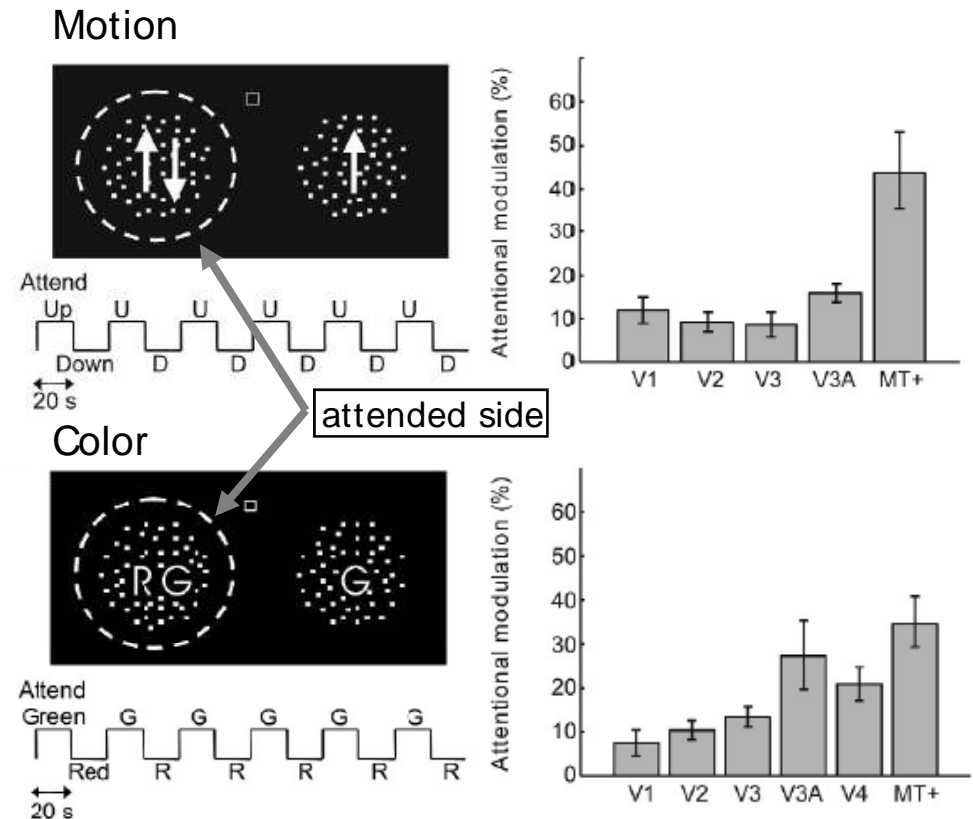 Motion
Attend
Up U U U U U
Down D D D D D
20 s
Attentional modulation (%)
60
50
40
30
20
10
0
V1 V2 V3 V3A MT+
attended side
Color
R G G
Attend
Green G G G G G
Red R R R R R
20 s
Attentional modulation (%)
60
50
40
30
20
10
0
V1 V2 V3 V3A V4 MT+